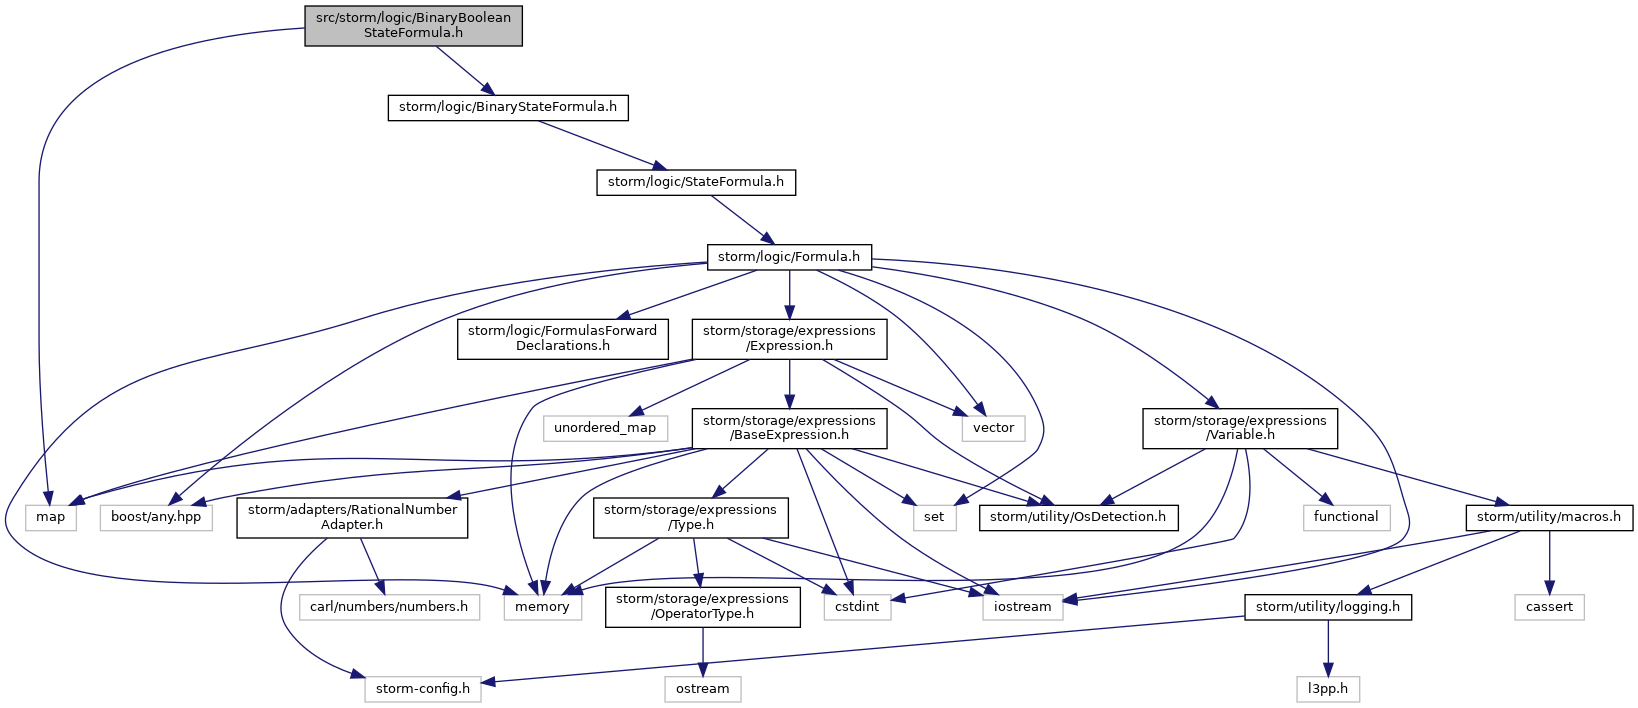 src/storm/logic/BinaryBoolean
StateFormula.h
storm/logic/BinaryStateFormula.h
storm/logic/StateFormula.h
storm/logic/Formula.h
storm/logic/FormulasForward
Declarations.h
storm/storage/expressions
/Expression.h
unordered_map
storm/storage/expressions
/BaseExpression.h
vector
storm/storage/expressions
/Variable.h
map
boost/any.hpp
storm/adapters/RationalNumber
Adapter.h
storm/storage/expressions
/Type.h
set
storm/utility/OsDetection.h
functional
storm/utility/macros.h
carl/numbers/numbers.h
memory
storm/storage/expressions
/OperatorType.h
cstdint
iostream
storm/utility/logging.h
cassert
storm-config.h
ostream
l3pp.h